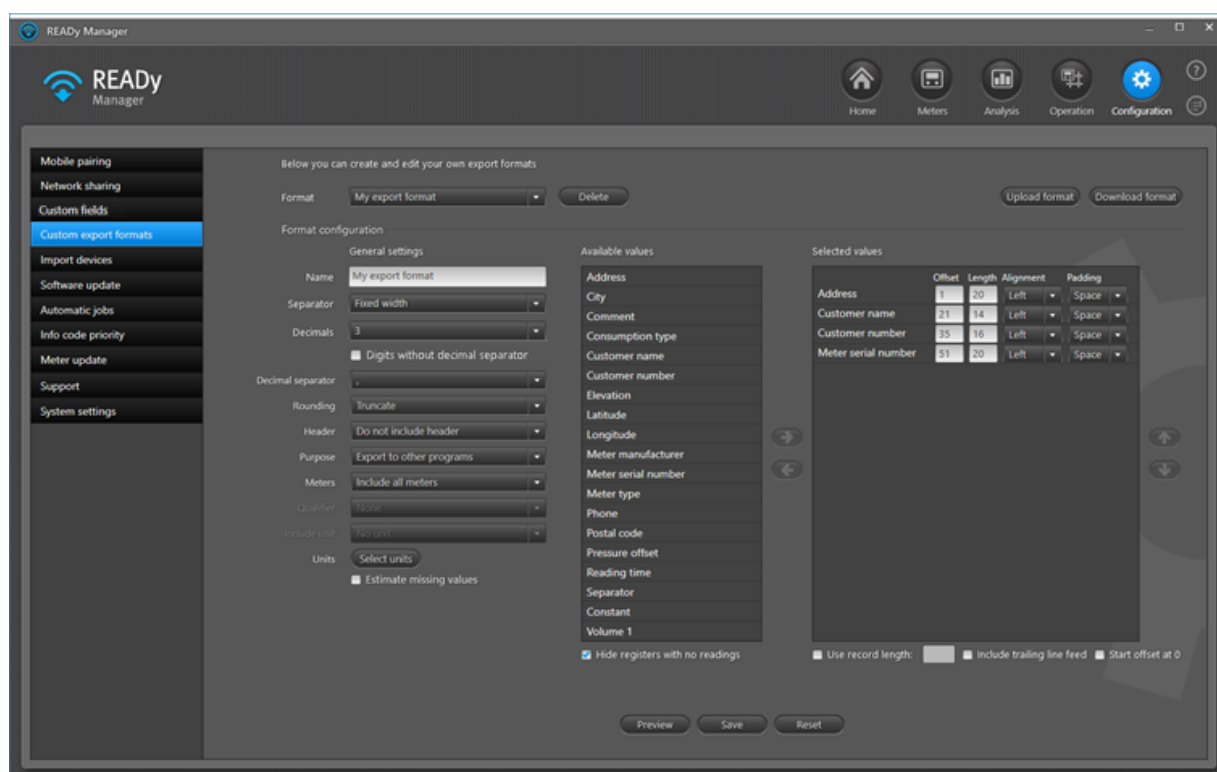 READy Manager
READy
Manager
Home
Meters
Analysis
Operation
Configuration
?
Mobile pairing
Network sharing
Custom fields
Custom export formats
Import devices
Software update
Automatic jobs
Info code priority
Meter update
Support
System settings
Below you can create and edit your own export formats
Format My export format Delete Upload format Download format
Format configuration
General settings
Name My export format
Separator Fixed width
Decimals 3
Digits without decimal separator
Decimal separator ,
Rounding Truncate
Header Do not include header
Purpose Export to other programs
Meters Include all meters
Qualifier None
Include unit No unit
Units Select units
Estimate missing values
Available values
Address
City
Comment
Consumption type
Customer name
Customer number
Elevation
Latitude
Longitude
Meter manufacturer
Meter serial number
Meter type
Phone
Postal code
Pressure offset
Reading time
Separator
Constant
Volume 1
Hide registers with no readings
Selected values
Offset Length Alignment Padding
Address 1 20 Left Space
Customer name 21 14 Left Space
Customer number 35 16 Left Space
Meter serial number 51 20 Left Space
Use record length: Include trailing line feed Start offset at 0
Preview Save Reset